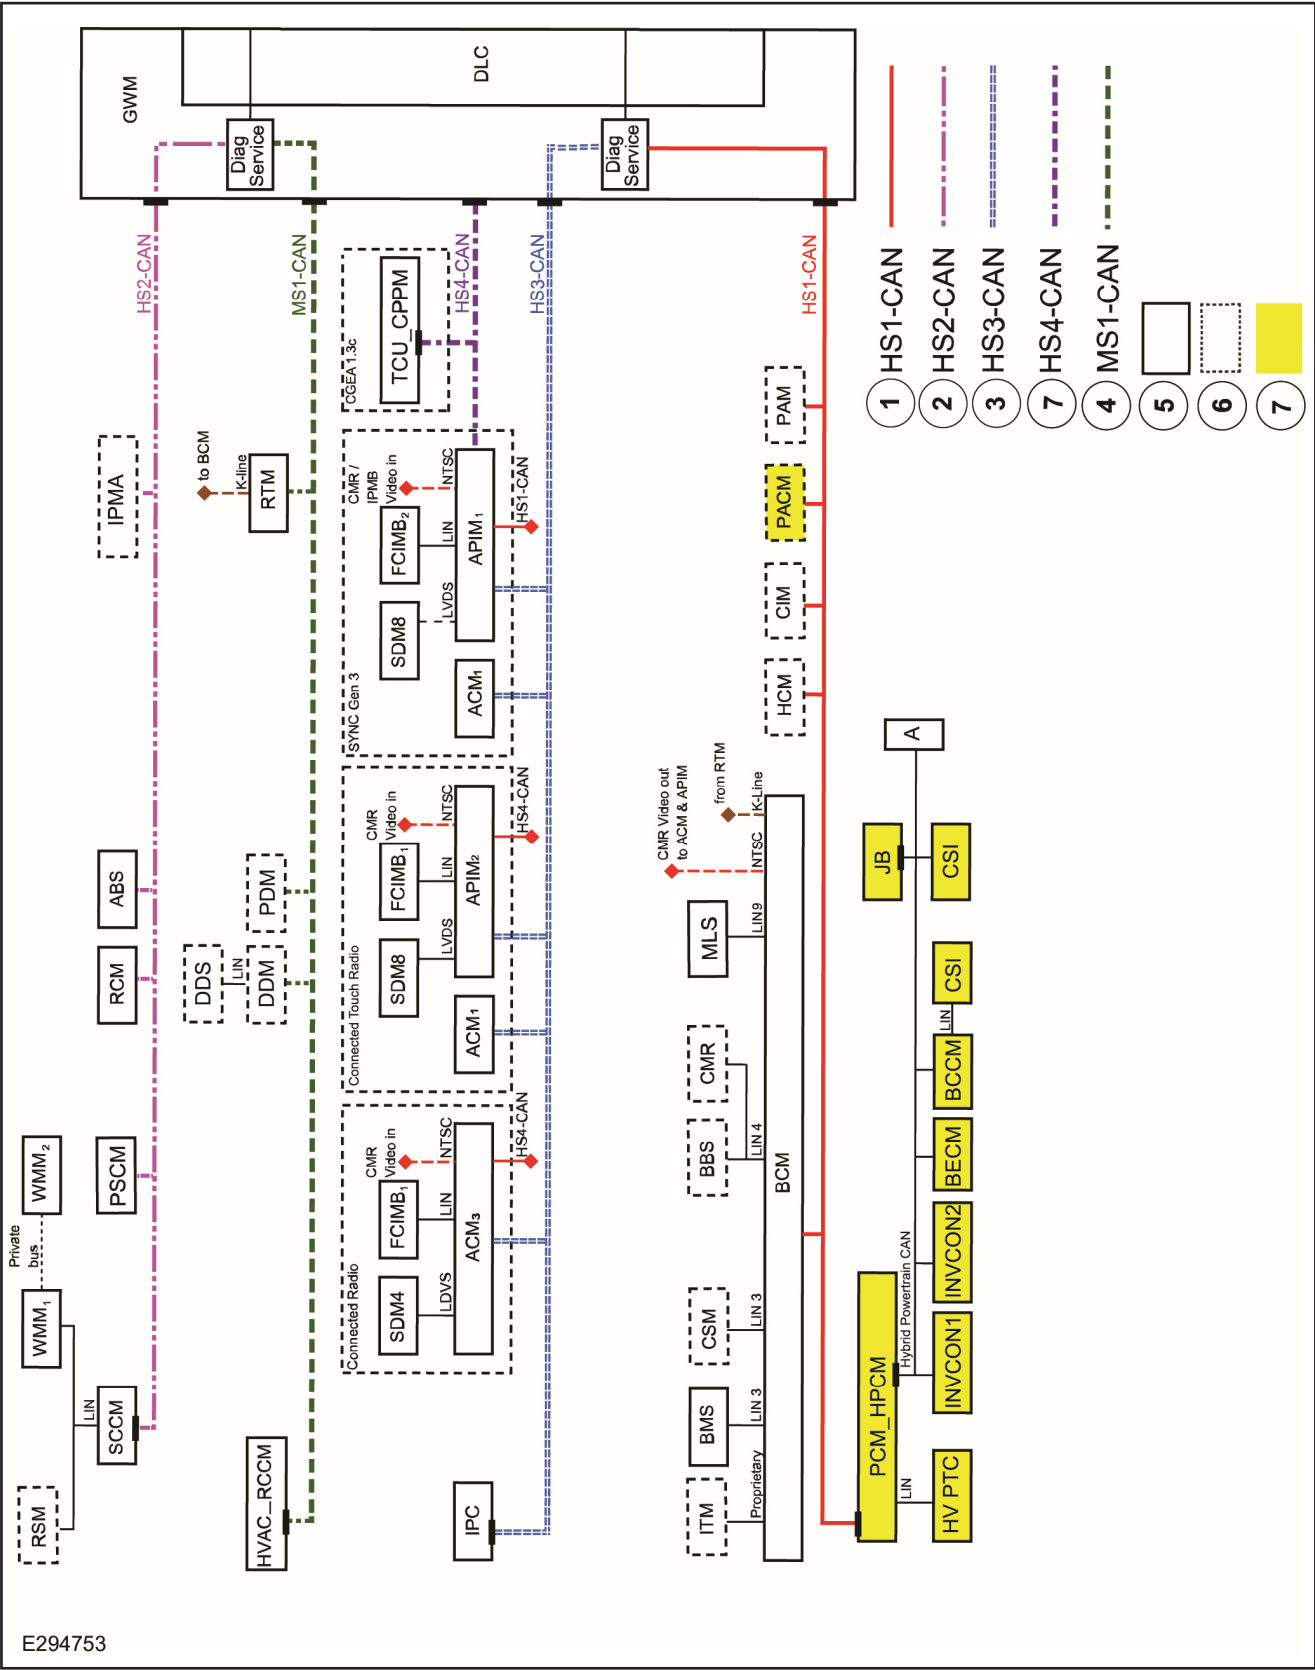 GWM
DLC
Diag
Service
Diag
Service
HS2-CAN
MS1-CAN
HS4-CAN
HS3-CAN
HS1-CAN
IPMA
ABS
RCM
PSCM
SCCM
LIN
WMM1
Private
bus
WMM2
RSM
to BCM
K-line
RTM
PDM
DDS
LIN
DDM
HVAC_RCCM
CGEA 1.3c
TCU_CPPM
SYNC Gen 3
CMR /
IPMB
Video in
NTSC
FCIMB2
LIN
SDM8
LVDS
APIM1
ACM1
HS1-CAN
Connected Touch Radio
CMR
Video in
NTSC
FCIMB1
LIN
SDM8
LVDS
APIM2
ACM1
HS4-CAN
Connected Radio
CMR
Video in
NTSC
FCIMB1
LIN
SDM4
LDVS
ACM3
HS4-CAN
IPC
PAM
PACM
CIM
HCM
CMR Video out
to ACM & APIM
from RTM
K-Line
NTSC
MLS
LIN9
CMR
BBS
LIN 4
CSM
LIN 3
BMS
LIN 3
ITM
Proprietary
BCM
A
JB
CSI
CSI
LIN
BCCM
BECM
INVCON2
INVCON1
Hybrid Powertrain CAN
PCM_HPCM
LIN
HV PTC
1 HS1-CAN
2 HS2-CAN
3 HS3-CAN
7 HS4-CAN
4 MS1-CAN
5
6
7
E294753